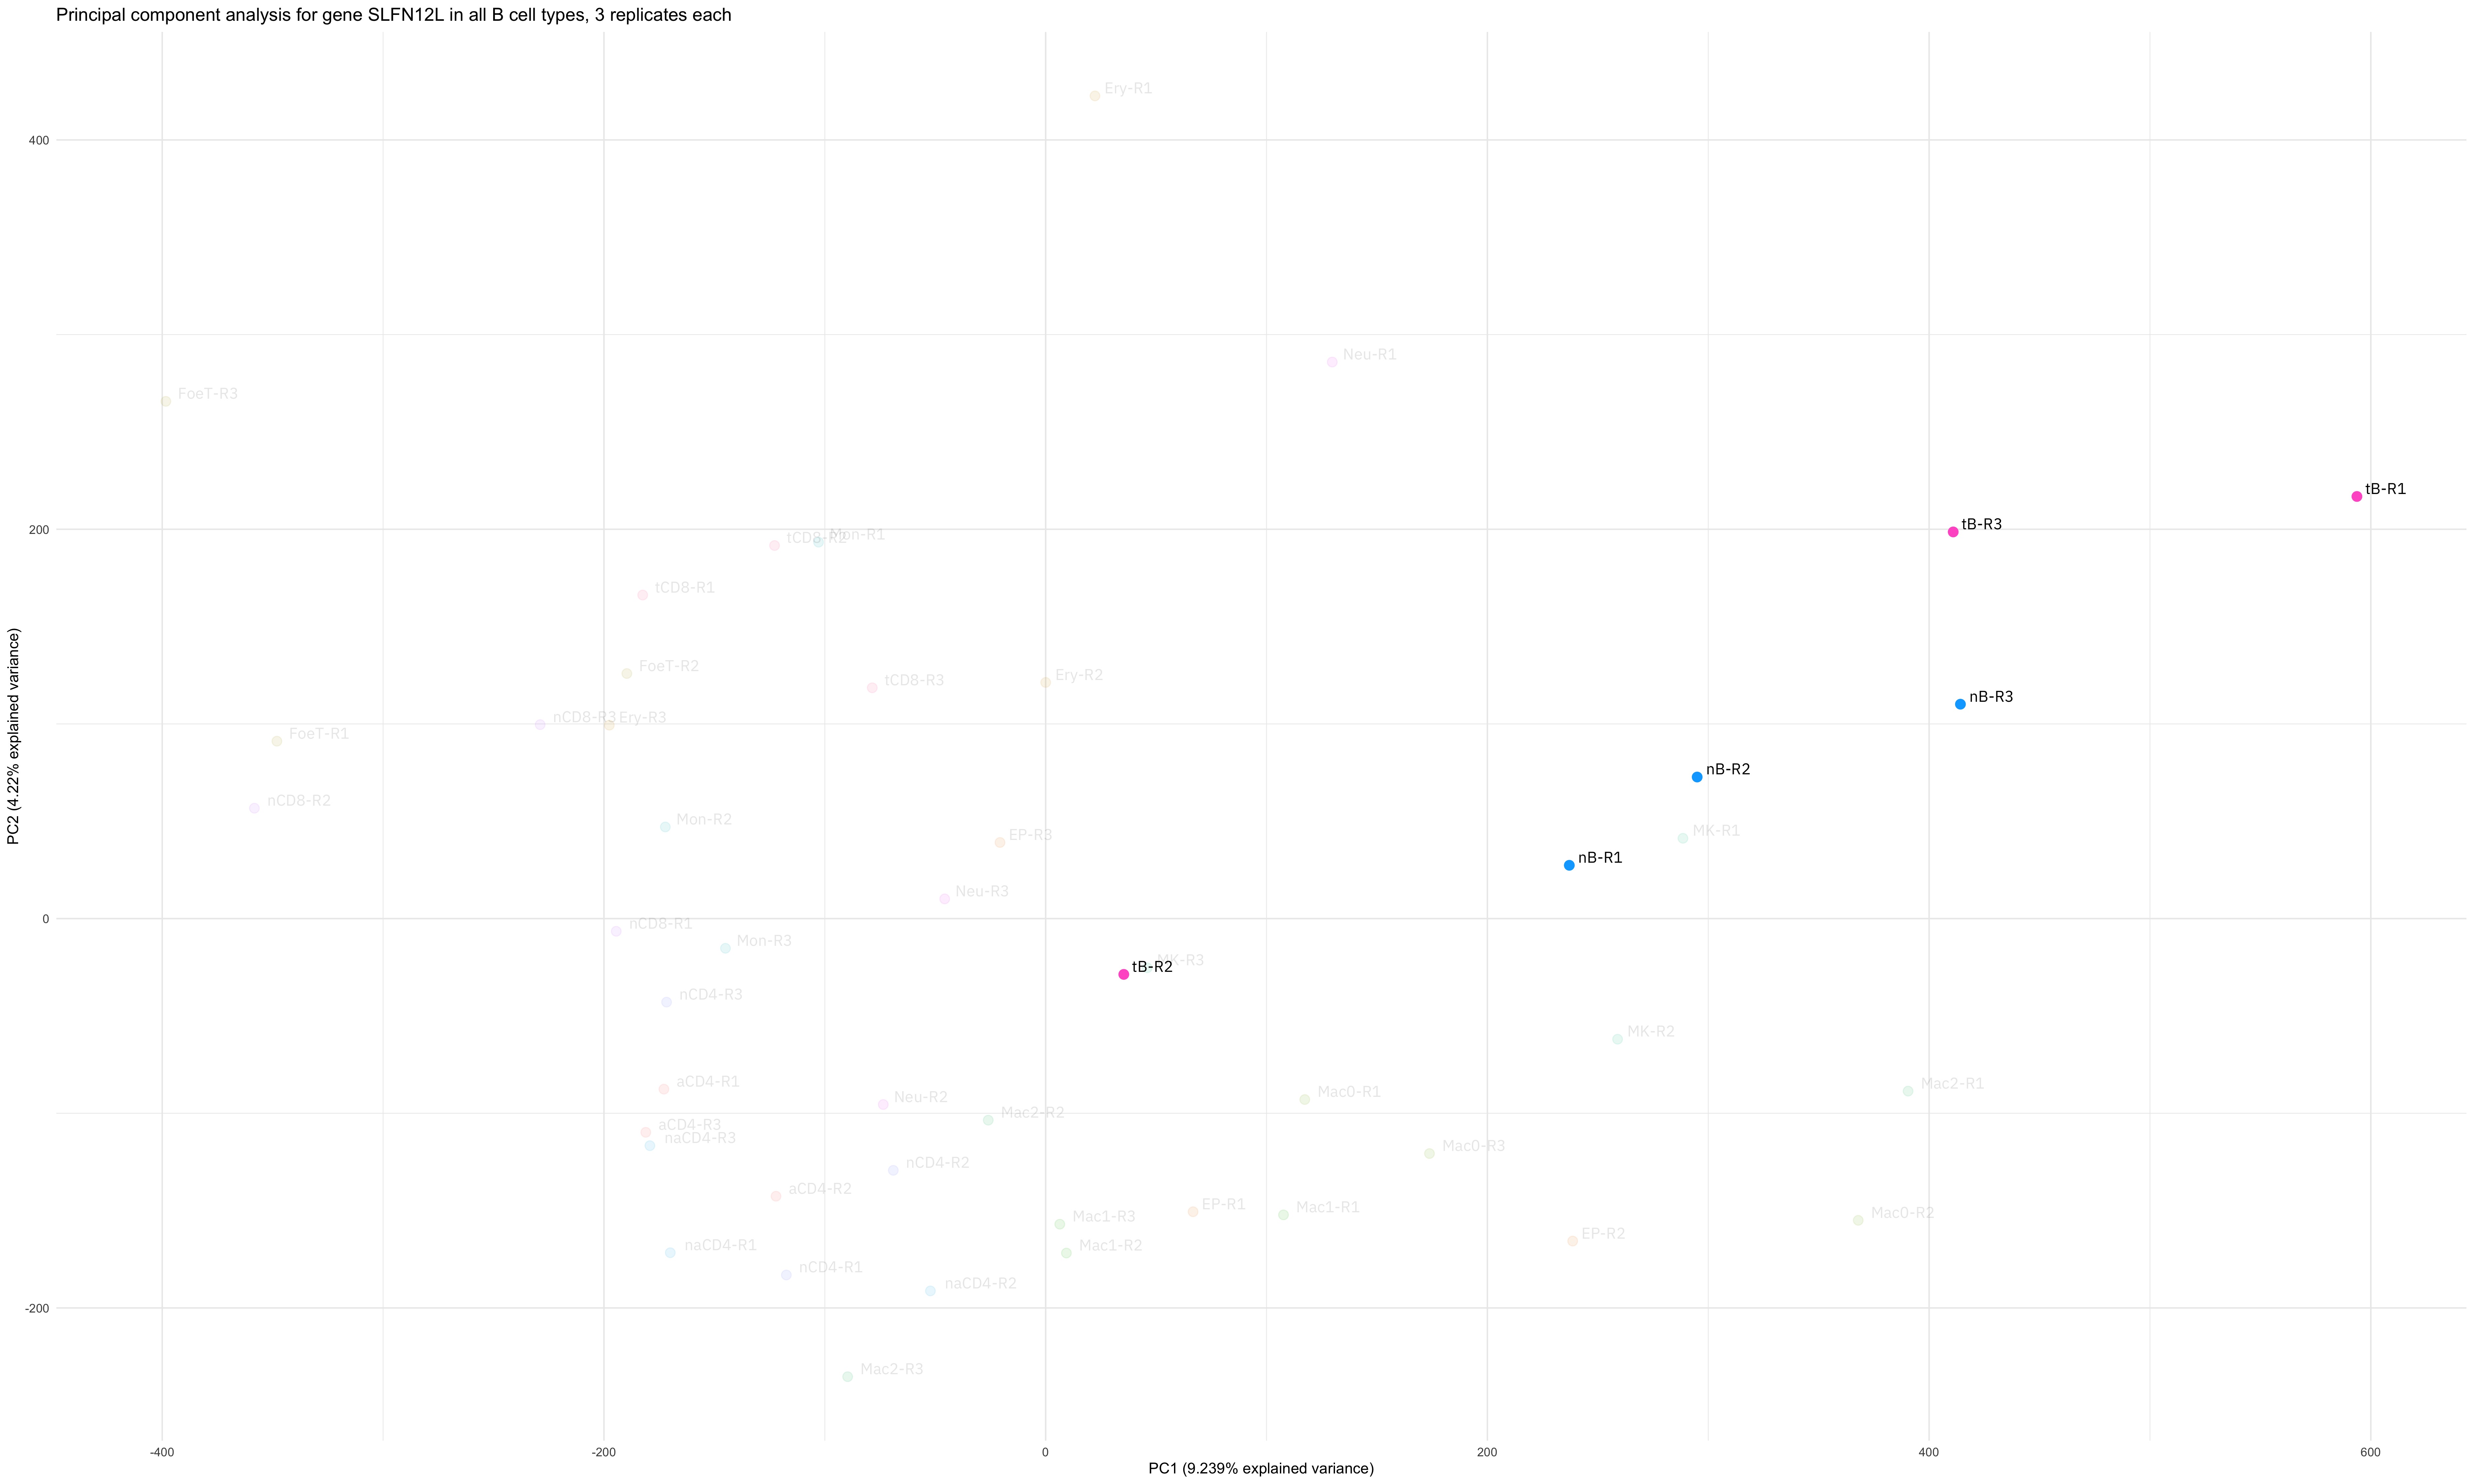 Principal component analysis for gene SLFN12L in all B cell types, 3 replicates each
Ery-R1
400
Neu-R1
FoeT-R3
tB-R1
tB-R3
200
tCD8-R2
Mon-R1
tCD8-R1
nB-R3
FoeT-R2
tCD8-R3
Ery-R2
nCD8-R3
Ery-R3
FoeT-R1
nB-R2
nCD8-R2
Mon-R2
EP-R3
MK-R1
nB-R1
Neu-R3
0
nCD8-R1
Mon-R3
tB-R2
MK-R3
nCD4-R3
MK-R2
aCD4-R1
Mac2-R1
Neu-R2
Mac0-R1
Mac2-R2
aCD4-R3
naCD4-R3
Mac0-R3
nCD4-R2
aCD4-R2
EP-R1
Mac1-R1
Mac1-R3
Mac0-R2
EP-R2
naCD4-R1
Mac1-R2
nCD4-R1
naCD4-R2
-200
Mac2-R3
-400
-200
0
200
400
600
PC1 (9.239% explained variance)
PC2 (4.22% explained variance)